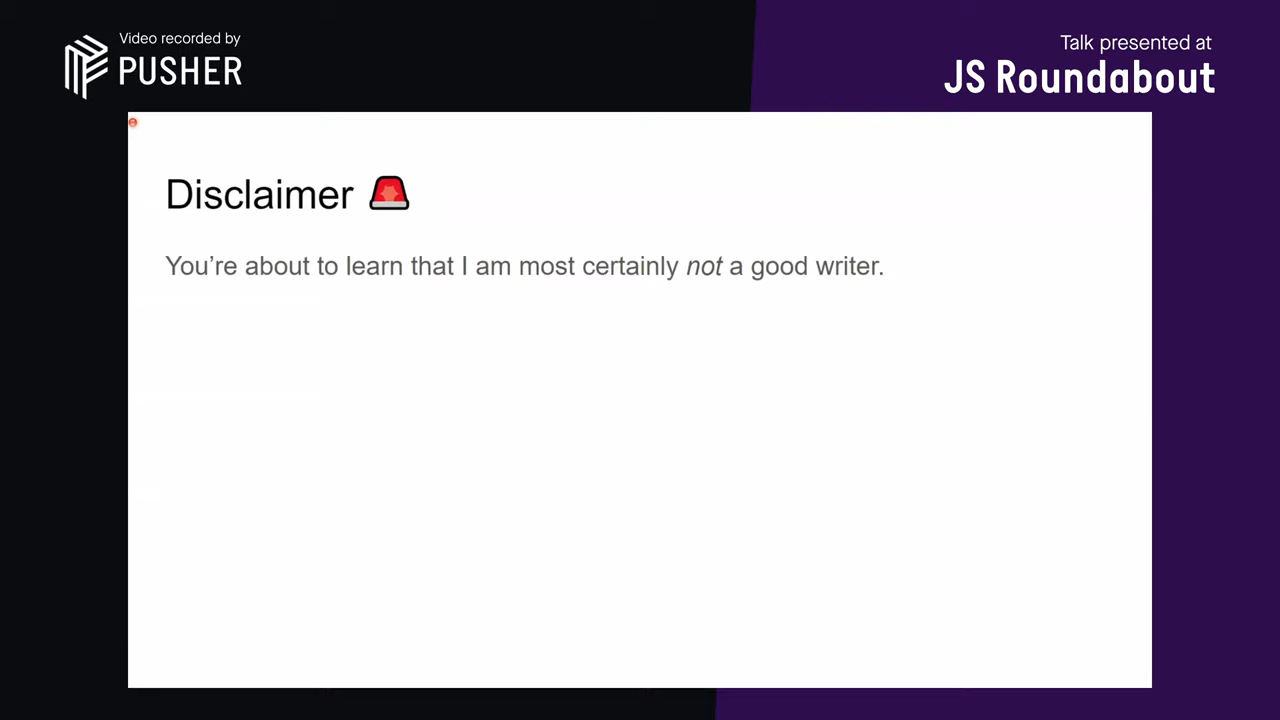 Video recorded by
PUSHER
Talk presented at
JS Roundabout
Disclaimer 🚨
You’re about to learn that I am most certainly not a good writer.